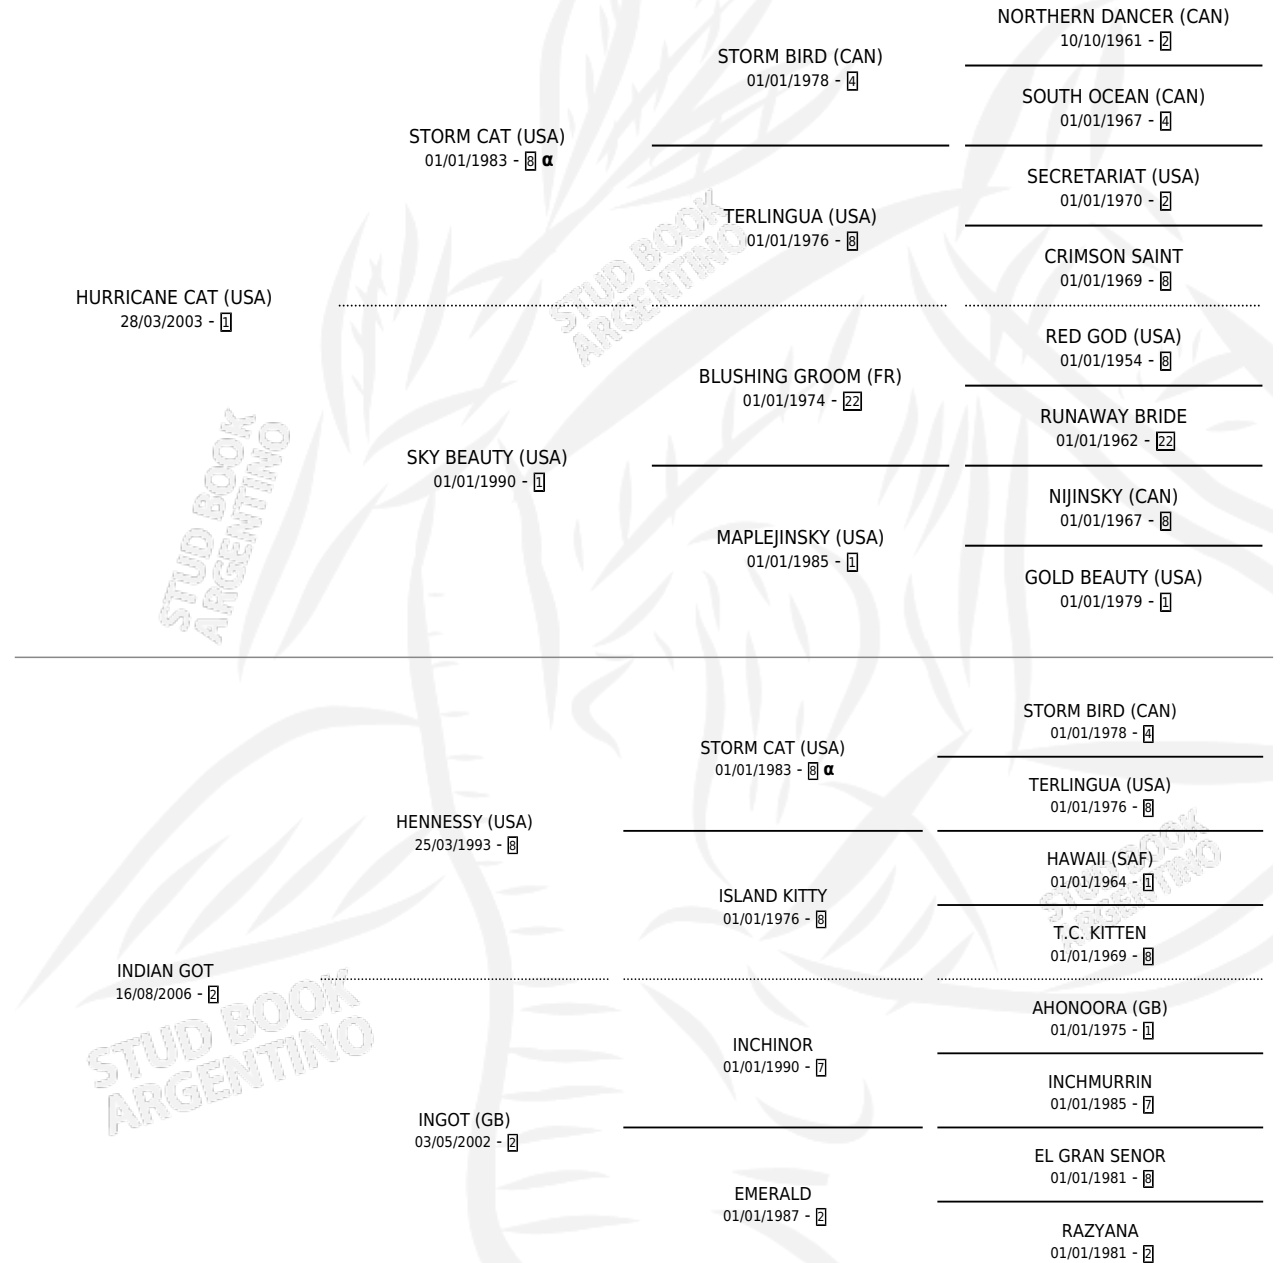 NORTHERN DANCER (CAN)
10/10/1961 - 2
STORM BIRD (CAN)
01/01/1978 - 4
SOUTH OCEAN (CAN)
01/01/1967 - 4
STORM CAT (USA)
01/01/1983 - 8 α
SECRETARIAT (USA)
01/01/1970 - 2
TERLINGUA (USA)
01/01/1976 - 8
CRIMSON SAINT
01/01/1969 - 8
HURRICANE CAT (USA)
28/03/2003 - 1
RED GOD (USA)
01/01/1954 - 8
BLUSHING GROOM (FR)
01/01/1974 - 22
RUNAWAY BRIDE
01/01/1962 - 22
SKY BEAUTY (USA)
01/01/1990 - 1
NIJINSKY (CAN)
01/01/1967 - 8
MAPLEJINSKY (USA)
01/01/1985 - 1
GOLD BEAUTY (USA)
01/01/1979 - 1
STORM BIRD (CAN)
01/01/1978 - 4
STORM CAT (USA)
01/01/1983 - 8 α
TERLINGUA (USA)
01/01/1976 - 8
HENNESSY (USA)
25/03/1993 - 8
HAWAII (SAF)
01/01/1964 - 1
ISLAND KITTY
01/01/1976 - 8
T.C. KITTEN
01/01/1969 - 8
INDIAN GOT
16/08/2006 - 2
AHONOORA (GB)
01/01/1975 - 1
INCHINOR
01/01/1990 - 7
INCHMURRIN
01/01/1985 - 7
INGOT (GB)
03/05/2002 - 2
EL GRAN SENOR
01/01/1981 - 8
EMERALD
01/01/1987 - 2
RAZYANA
01/01/1981 - 2
STUD BOOK
ARGENTINO
STUD BOOK
ARGENTINO
STUD BOOK
ARGENTINO
STUD BOOK
ARGENTINO